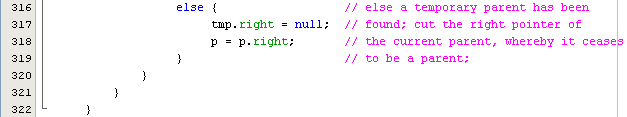 316 else { // else a temporary parent has been
317 tmp.right = null; // found; cut the right pointer of
318 p = p.right; // the current parent, whereby it ceases
319 } // to be a parent;
320 }
321 }
322 }